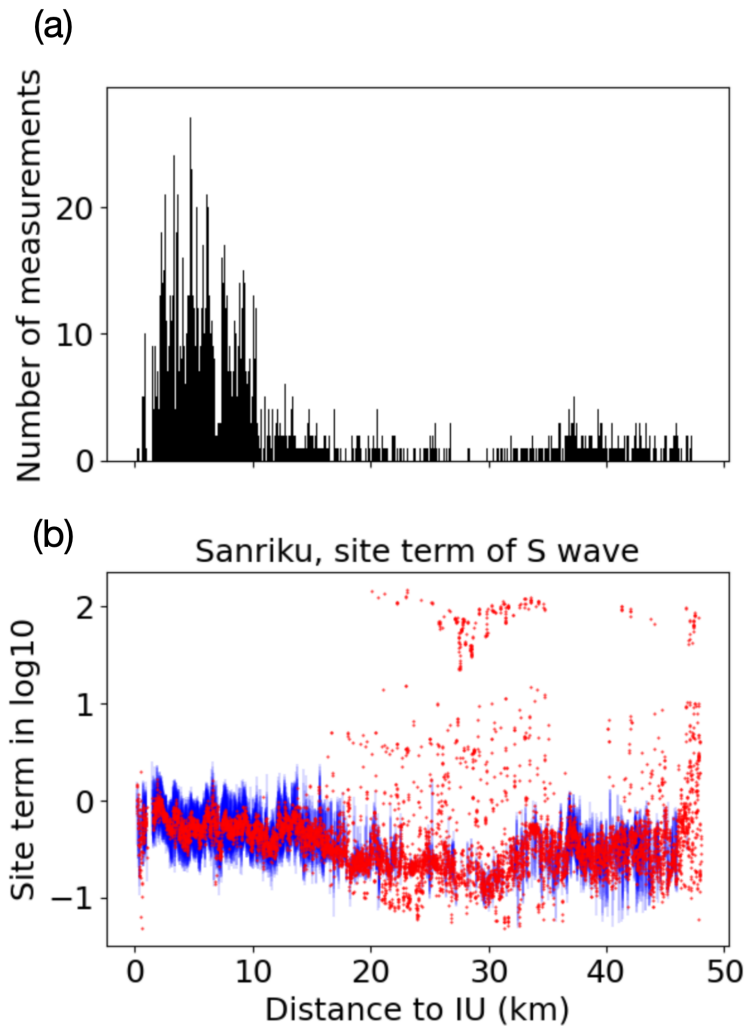 (a)
Number of measurements
20
10
0
(b)
Sanriku, site term of S wave
Site term in log10
2
1
0
−1
0 10 20 30 40 50
Distance to IU (km)